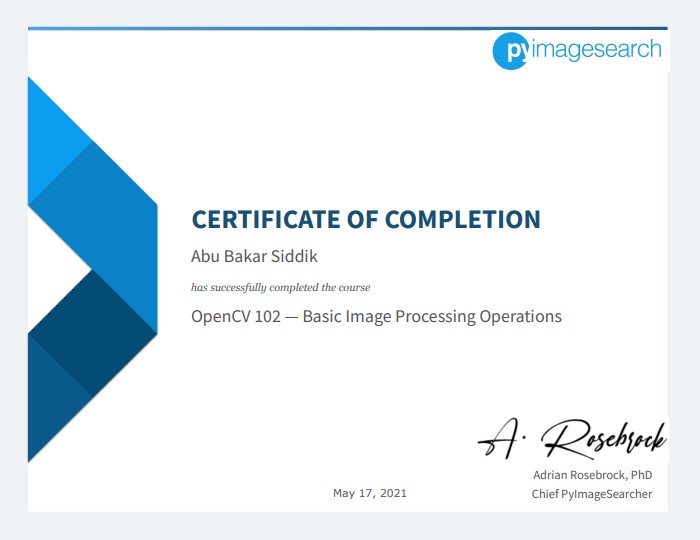 pyimagesearch
CERTIFICATE OF COMPLETION
Abu Bakar Siddik
has successfully completed the course
OpenCV 102 — Basic Image Processing Operations
A. Rosebrock
Adrian Rosebrock, PhD
May 17, 2021
Chief PyImageSearcher